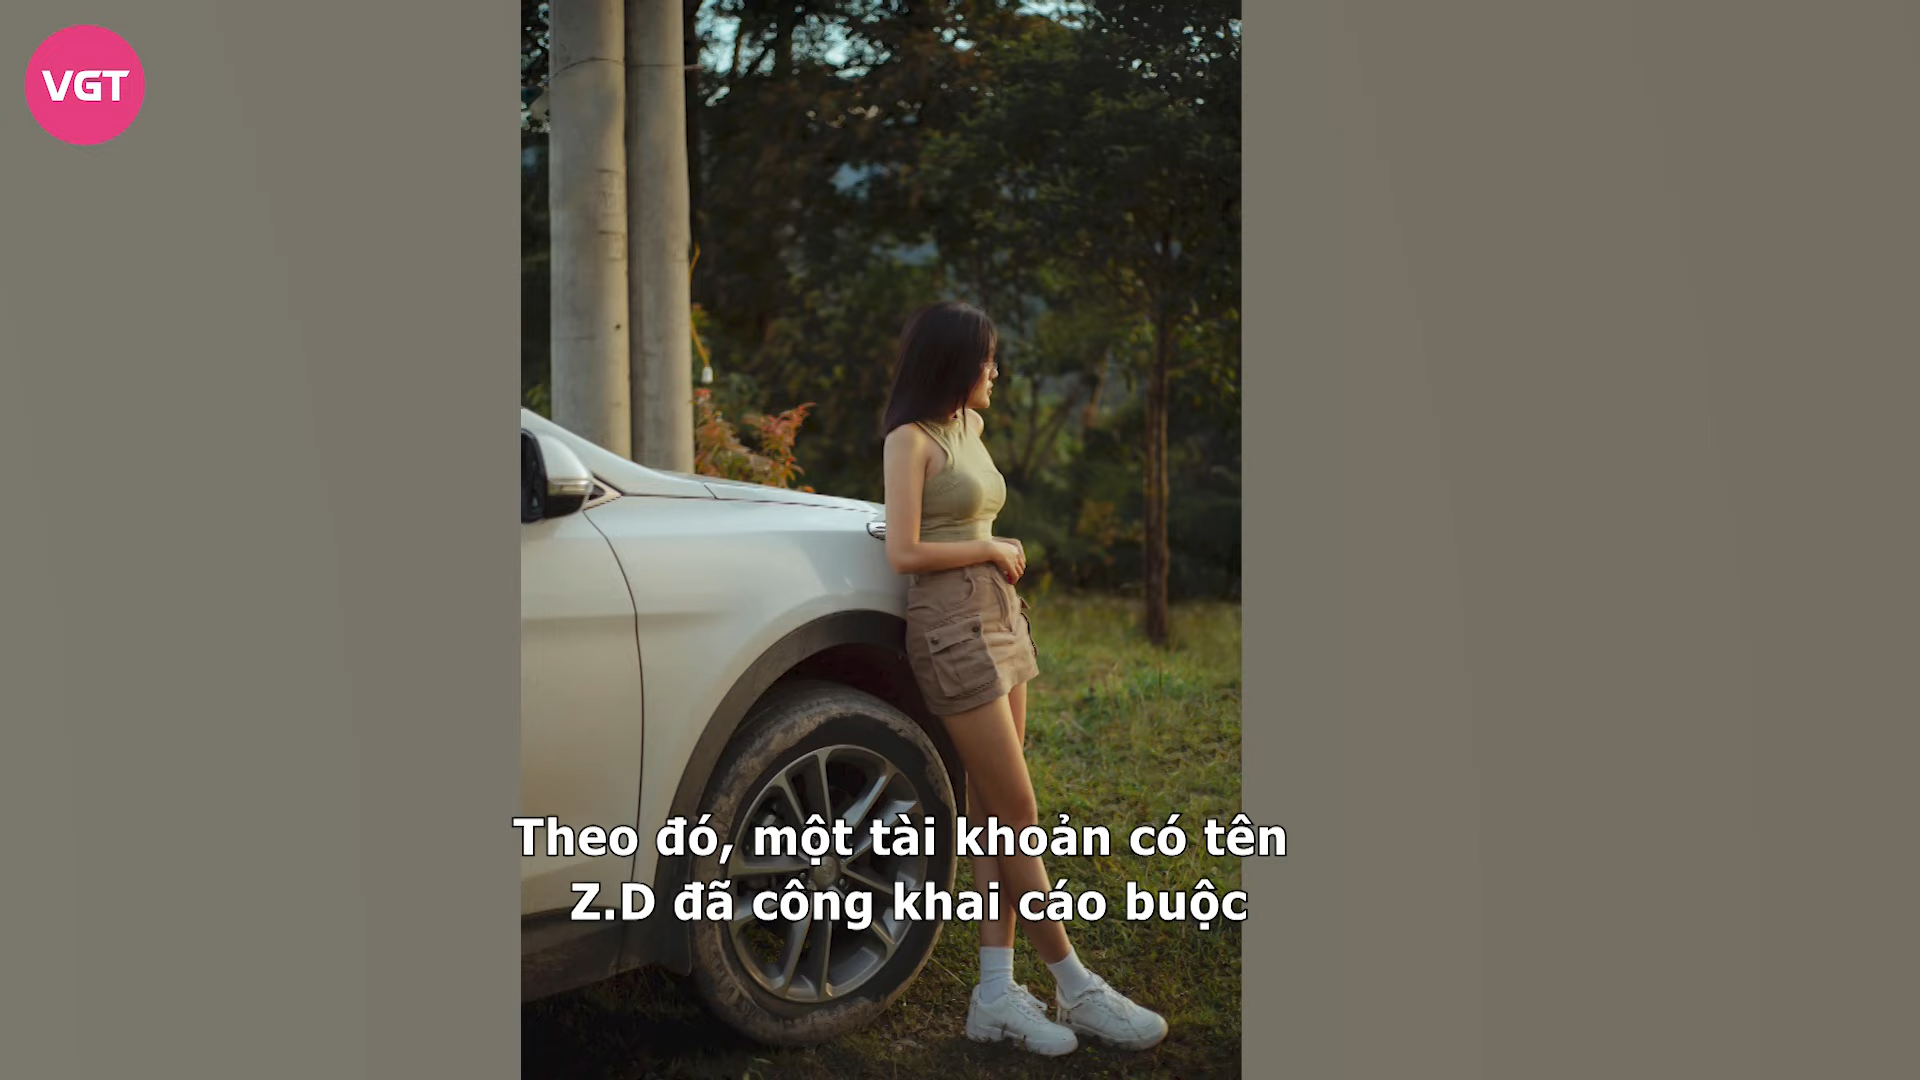 VGT
Theo đó, một tài khoản có tên
Z.D đã công khai cáo buộc